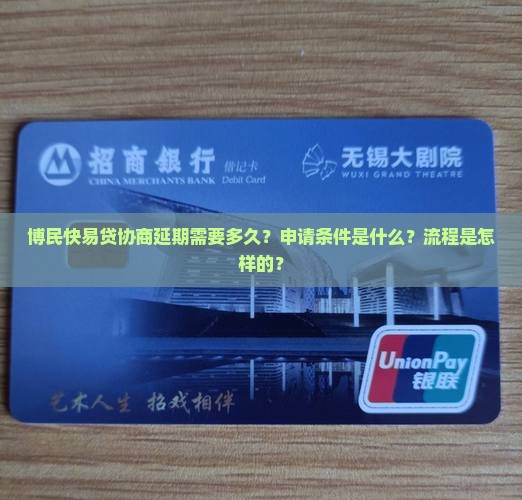 招商銀行 借记卡
CHINA MERCHANTS BANK Debit Card
无锡大剧院
WUXI GRAND THEATRE
博民快易贷协商延期需要多久？申请条件是什么？流程是怎
样的？
UnionPay
银联
艺术人生 招戏相伴